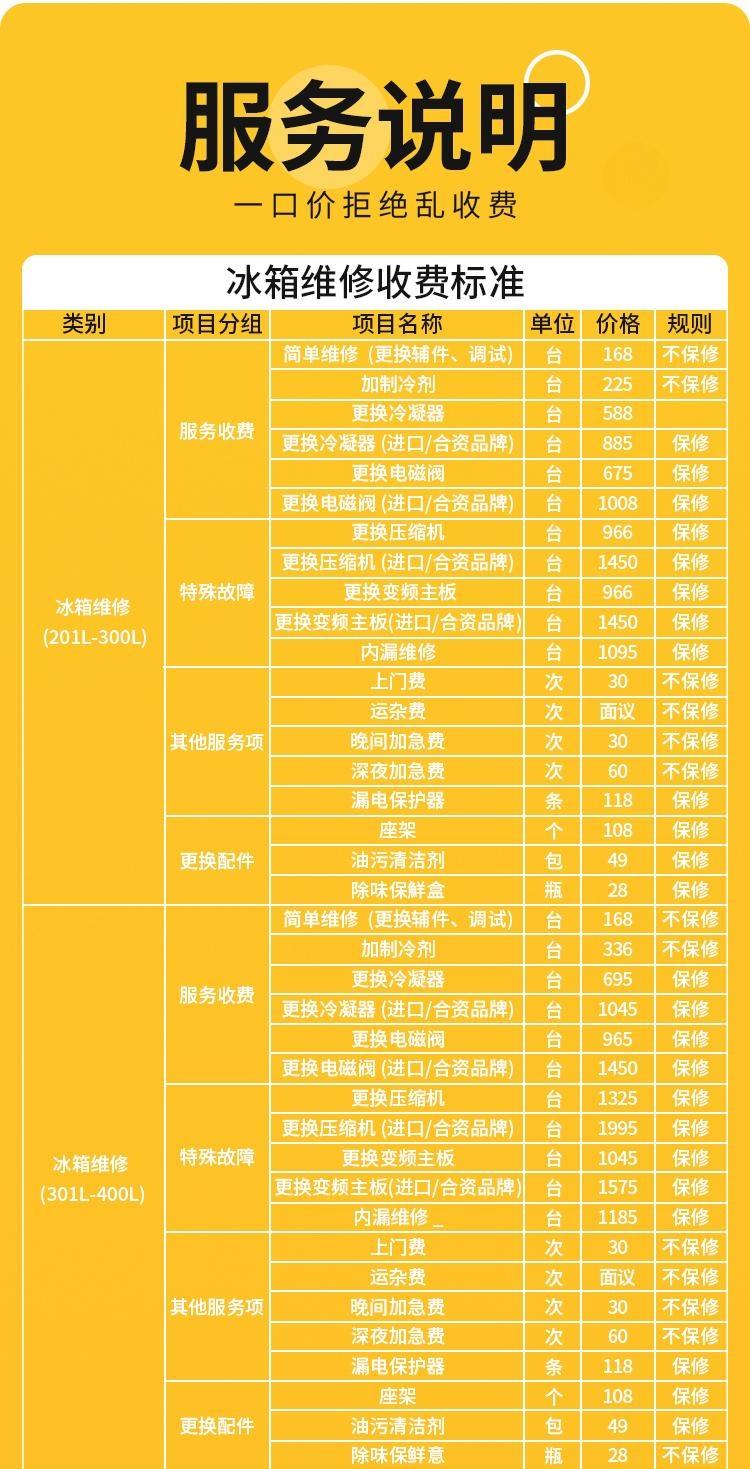 服务说明
一口价拒绝乱收费
冰箱维修收费标准
类别 项目分组 项目名称 单位 价格 规则
冰箱维修
(201L-300L)
服务收费
简单维修 (更换辅件、调试) 台 168 不保修
加制冷剂 台 225 不保修
更换冷凝器 台 588
更换冷凝器 (进口/合资品牌) 台 885 保修
更换电磁阀 台 675 保修
更换电磁阀 (进口/合资品牌) 台 1008 保修
特殊故障
更换压缩机 台 966 保修
更换压缩机 (进口/合资品牌) 台 1450 保修
更换变频主板 台 966 保修
更换变频主板(进口/合资品牌) 台 1450 保修
内漏维修 台 1095 保修
其他服务项
上门费 次 30 不保修
运杂费 次 面议 不保修
晚间加急费 次 30 不保修
深夜加急费 次 60 不保修
漏电保护器 条 118 保修
更换配件
座架 个 108 保修
油污清洁剂 包 49 保修
除味保鲜盒 瓶 28 保修
冰箱维修
(301L-400L)
服务收费
简单维修 (更换辅件、调试) 台 168 不保修
加制冷剂 台 336 不保修
更换冷凝器 台 695 保修
更换冷凝器 (进口/合资品牌) 台 1045 保修
更换电磁阀 台 965 保修
更换电磁阀 (进口/合资品牌) 台 1450 保修
特殊故障
更换压缩机 台 1325 保修
更换压缩机 (进口/合资品牌) 台 1995 保修
更换变频主板 台 1045 保修
更换变频主板(进口/合资品牌) 台 1575 保修
内漏维修 _ 台 1185 保修
其他服务项
上门费 次 30 不保修
运杂费 次 面议 不保修
晚间加急费 次 30 不保修
深夜加急费 次 60 不保修
漏电保护器 条 118 保修
更换配件
座架 个 108 保修
油污清洁剂 包 49 保修
除味保鲜意 瓶 28 不保修